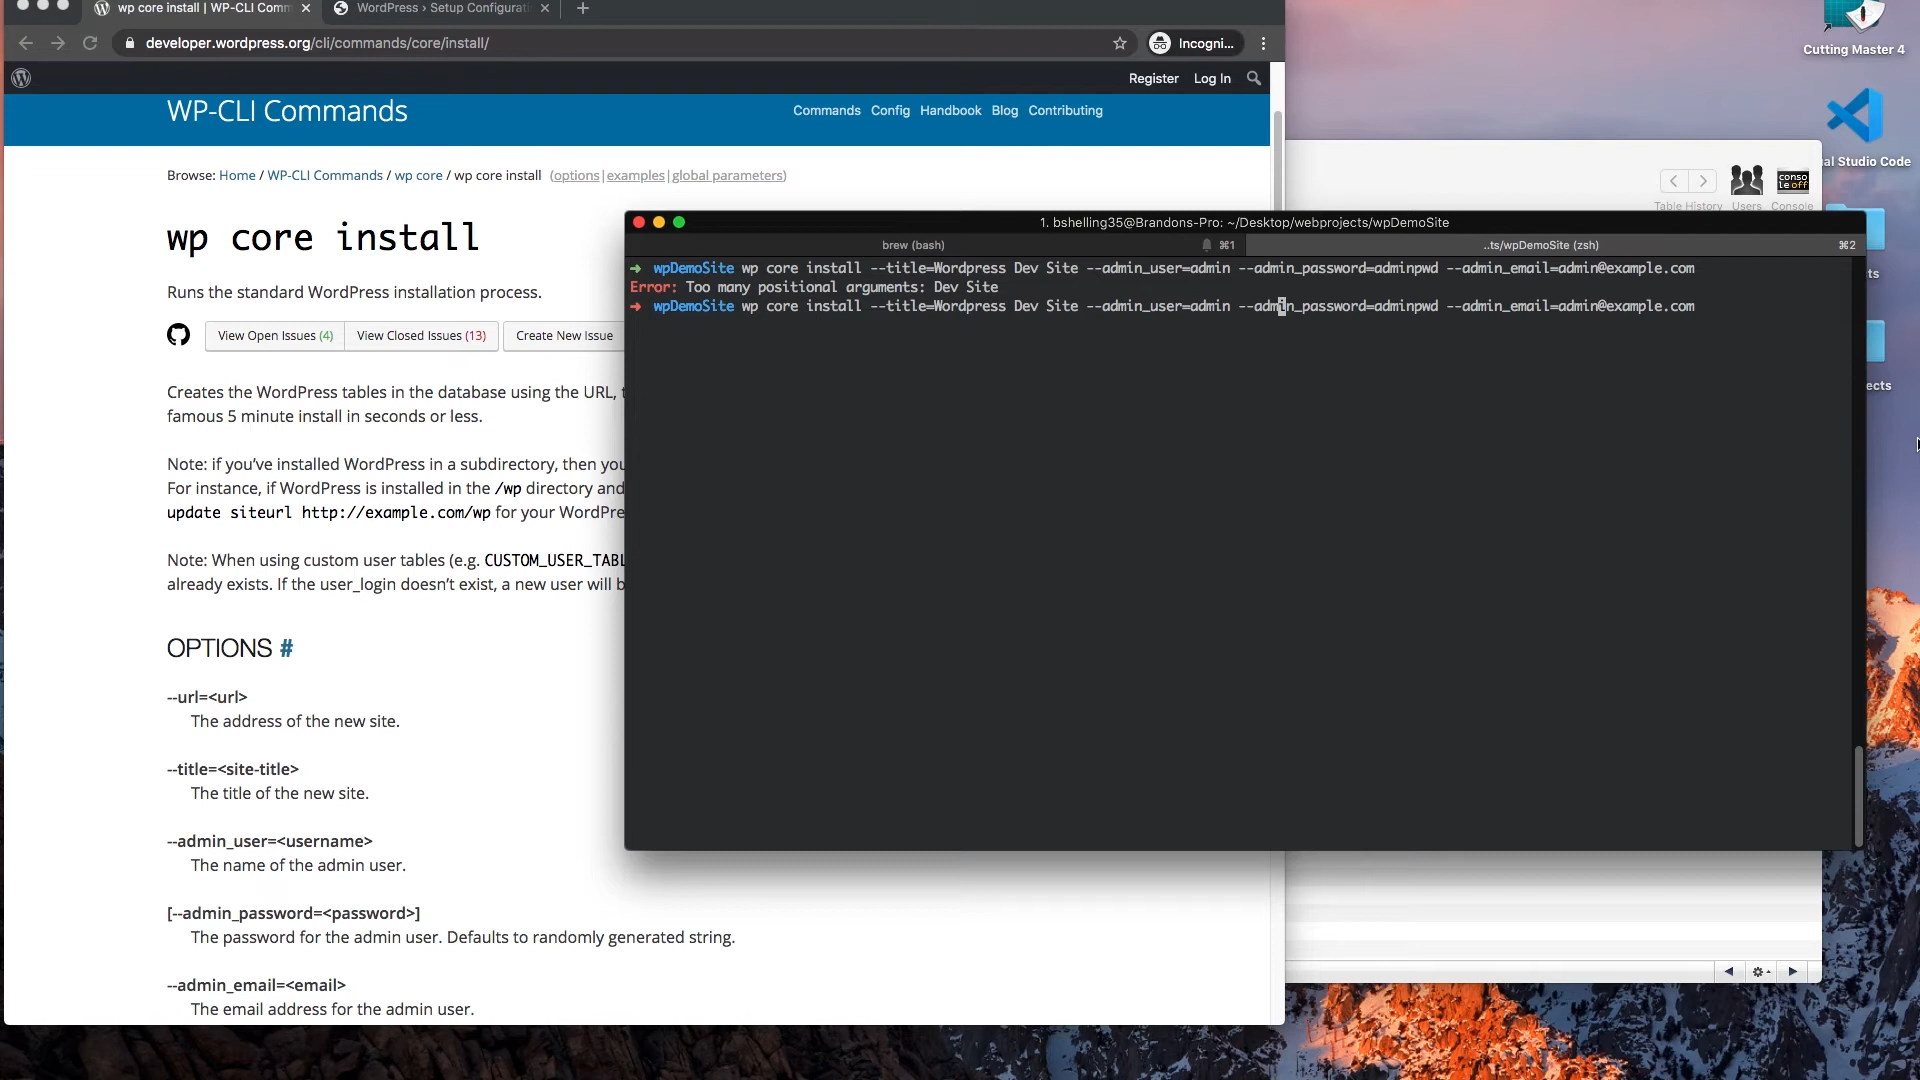 wp core install | WP-CLI Comm
WordPress › Setup Configurati
developer.wordpress.org/cli/commands/core/install/
Incogni...
Register Log In
WP-CLI Commands
Commands Config Handbook Blog Contributing
Browse: Home / WP-CLI Commands / wp core / wp core install (options|examples|global parameters)
wp core install
Runs the standard WordPress installation process.
View Open Issues (4) View Closed Issues (13) Create New Issue
Creates the WordPress tables in the database using the URL,
famous 5 minute install in seconds or less.
Note: if you've installed WordPress in a subdirectory, then you
For instance, if WordPress is installed in the /wp directory and
update siteurl http://example.com/wp for your WordPre
Note: When using custom user tables (e.g. CUSTOM_USER_TABL
already exists. If the user_login doesn't exist, a new user will b
OPTIONS #
--url=<url>
The address of the new site.
--title=<site-title>
The title of the new site.
--admin_user=<username>
The name of the admin user.
[--admin_password=<password>]
The password for the admin user. Defaults to randomly generated string.
--admin_email=<email>
The email address for the admin user.
1. bshelling35@Brandons-Pro: ~/Desktop/webprojects/wpDemoSite
brew (bash) ⌘1 ..ts/wpDemoSite (zsh) ⌘2
➜ wpDemoSite wp core install --title=Wordpress Dev Site --admin_user=admin --admin_password=adminpwd --admin_email=admin@example.com
Error: Too many positional arguments: Dev Site
➜ wpDemoSite wp core install --title=Wordpress Dev Site --admin_user=admin --admin_password=adminpwd --admin_email=admin@example.com
conso
le off
Table History Users Console
Cutting Master 4
al Studio Code
ts
ects